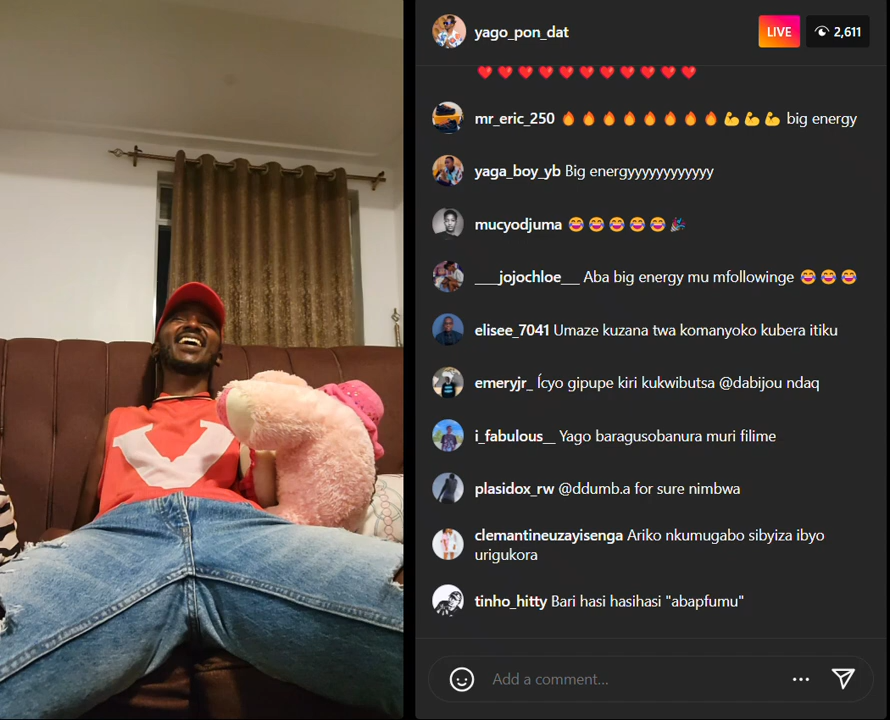 yago_pon_dat
LIVE
2,611
❤️❤️❤️❤️❤️❤️❤️❤️❤️❤️❤️
mr_eric_250 🔥🔥🔥🔥🔥🔥🔥🔥💪💪💪 big energy
yaga_boy_yb Big energyyyyyyyyyyyy
mucyodjuma 😂😂😂😂😂🎉
___jojochloe__ Aba big energy mu mfollowinge 😂😂😂
elisee_7041 Umaze kuzana twa komanyoko kubera itiku
emeryjr_ Ícyo gipupe kiri kukwibutsa @dabijou ndaq
i_fabulous__ Yago baragusobanura muri filime
plasidox_rw @ddumb.a for sure nimbwa
clemantineuzayisenga Ariko nkumugabo sibyiza ibyo
urigukora
tinho_hitty Bari hasi hasihasi "abapfumu"
Add a comment...